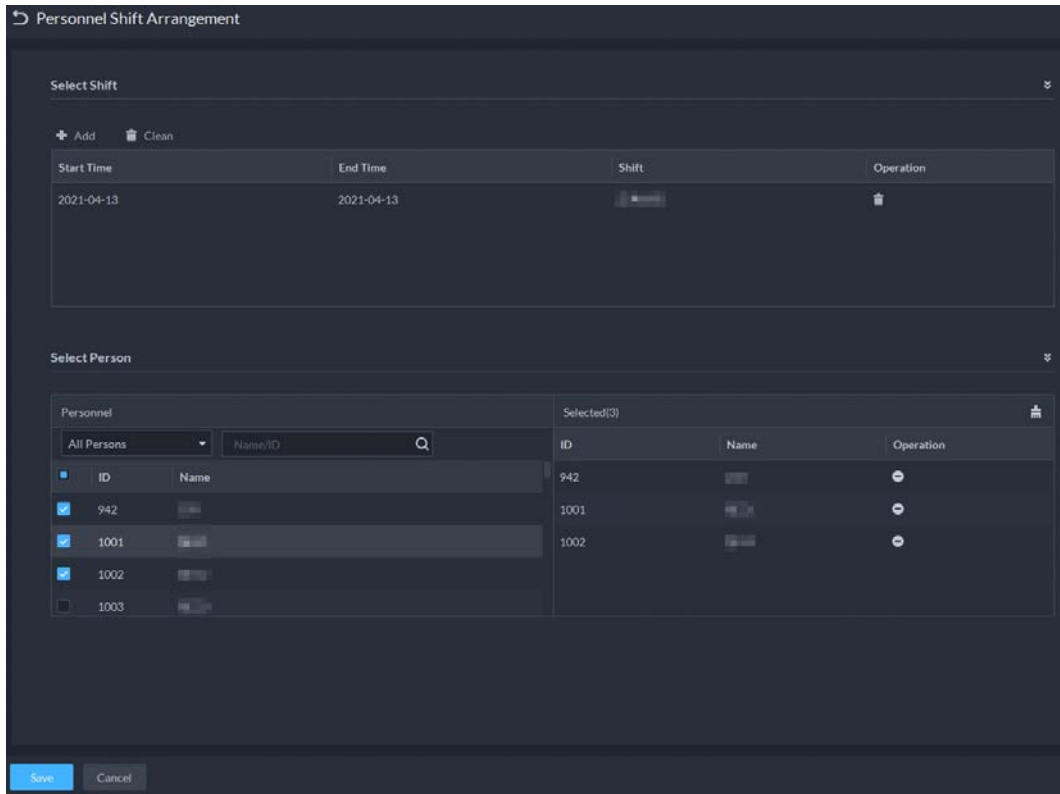 Personnel Shift Arrangement
Select Shift
Add Clean
Start Time End Time Shift Operation
2021-04-13 2021-04-13
Select Person
Personnel Selected(3)
All Persons Name/ID ID Name Operation
ID Name 942
942 1001
1001 1002
1002
1003
Save Cancel